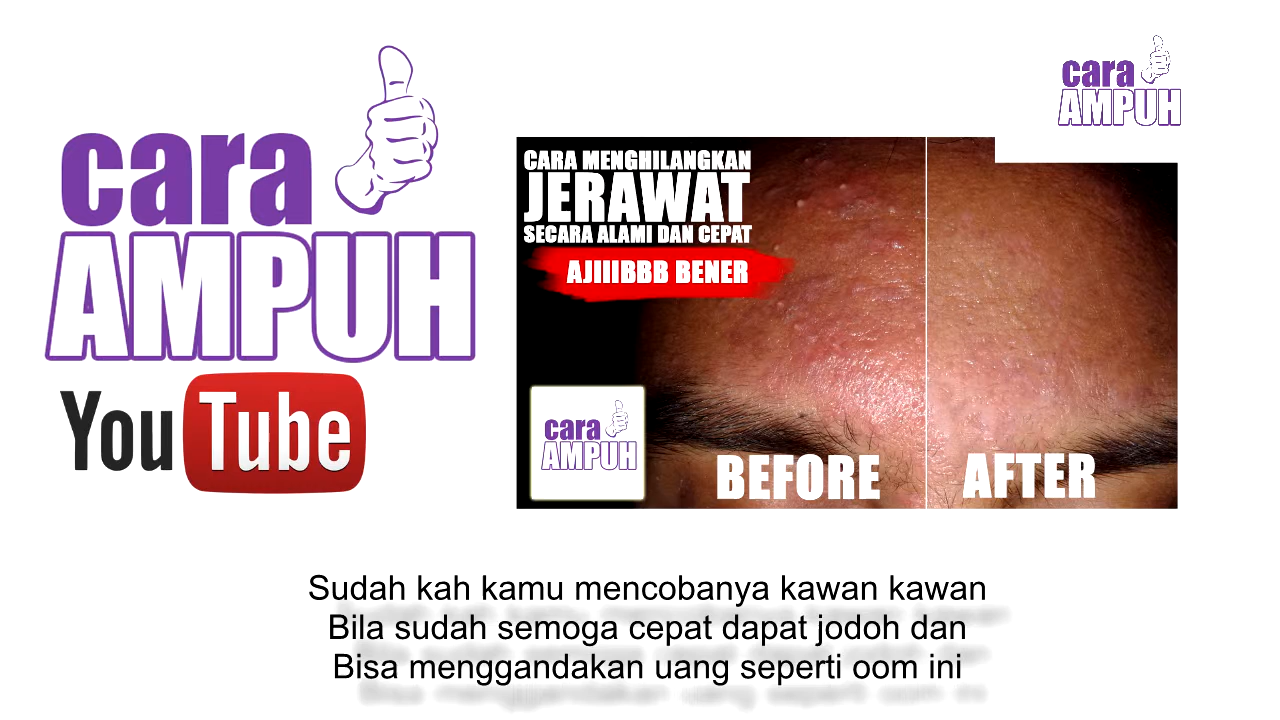 cara
AMPUH
YouTube
cara
AMPUH
CARA MENGHILANGKAN
JERAWAT
SECARA ALAMI DAN CEPAT
AJIIIBBB BENER
cara
AMPUH
BEFORE
AFTER
Sudah kah kamu mencobanya kawan kawan
Bila sudah semoga cepat dapat jodoh dan
Bisa menggandakan uang seperti oom ini